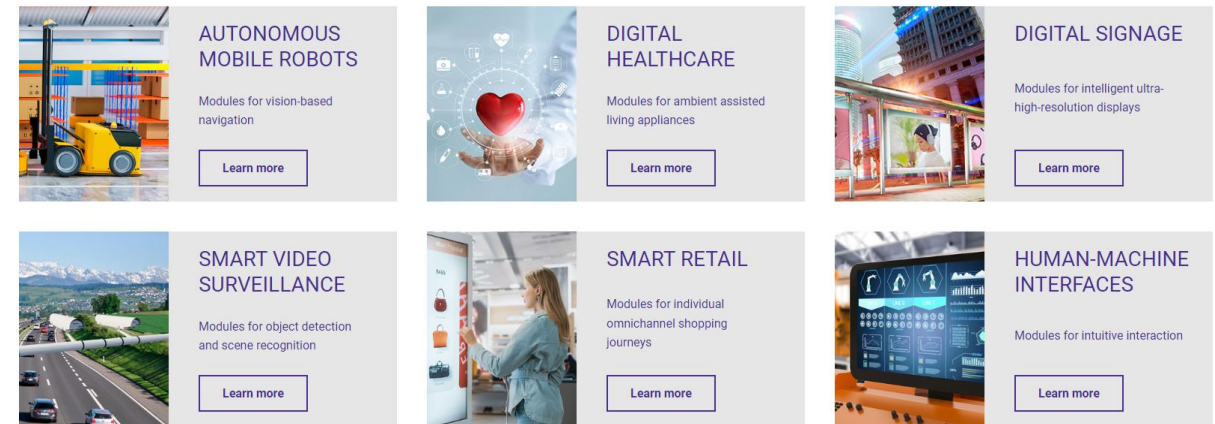 AUTONOMOUS
MOBILE ROBOTS
Modules for vision-based
navigation
Learn more
DIGITAL
HEALTHCARE
Modules for ambient assisted
living appliances
Learn more
DIGITAL SIGNAGE
Modules for intelligent ultra-
high-resolution displays
Learn more
SMART VIDEO
SURVEILLANCE
Modules for object detection
and scene recognition
Learn more
SMART RETAIL
Modules for individual
omnichannel shopping
journeys
Learn more
HUMAN-MACHINE
INTERFACES
Modules for intuitive interaction
Learn more